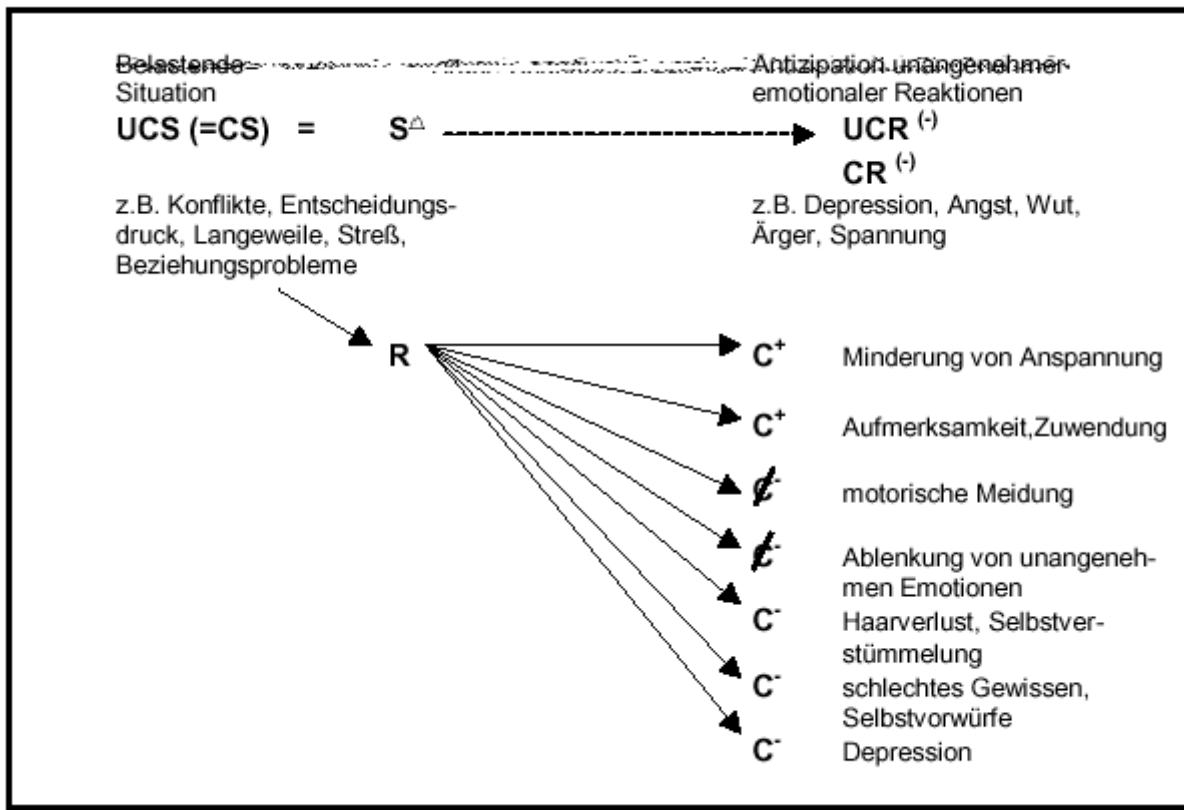 Belastende Antizipation unangenehmer
Situation emotionaler Reaktionen
UCS (=CS) = S△ UCR (-)
CR (-)
z.B. Konflikte, Entscheidungs- z.B. Depression, Angst, Wut,
druck, Langeweile, Streß, Ärger, Spannung
Beziehungsprobleme
R C+ Minderung von Anspannung
C+ Aufmerksamkeit,Zuwendung
C- motorische Meidung
C- Ablenkung von unangeneh-
men Emotionen
C- Haarverlust, Selbstver-
stümmelung
C- schlechtes Gewissen,
Selbstvorwürfe
C- Depression